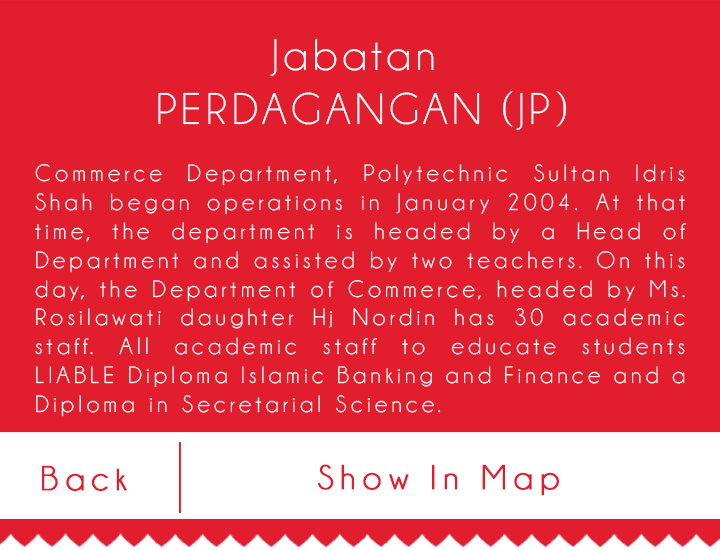 Jabatan
PERDAGANGAN (JP)
Commerce Department, Polytechnic Sultan Idris
Shah began operations in January 2004. At that
time, the department is headed by a Head of
Department and assisted by two teachers. On this
day, the Department of Commerce, headed by Ms.
Rosilawati daughter Hj Nordin has 30 academic
staff. All academic staff to educate students
LIABLE Diploma Islamic Banking and Finance and a
Diploma in Secretarial Science.
Back
Show In Map